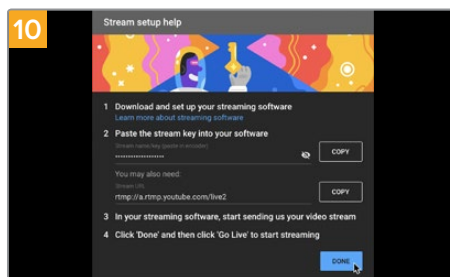 10
Stream setup help
1 Download and set up your streaming software
Learn more about streaming software
2 Paste the stream key into your software
Stream name/key (paste in encoder)
••••••••••••••••••• COPY
You may also need:
Stream URL
rtmp://a.rtmp.youtube.com/live2 COPY
3 In your streaming software, start sending us your video stream
4 Click 'Done' and then click 'Go Live' to start streaming
DONE